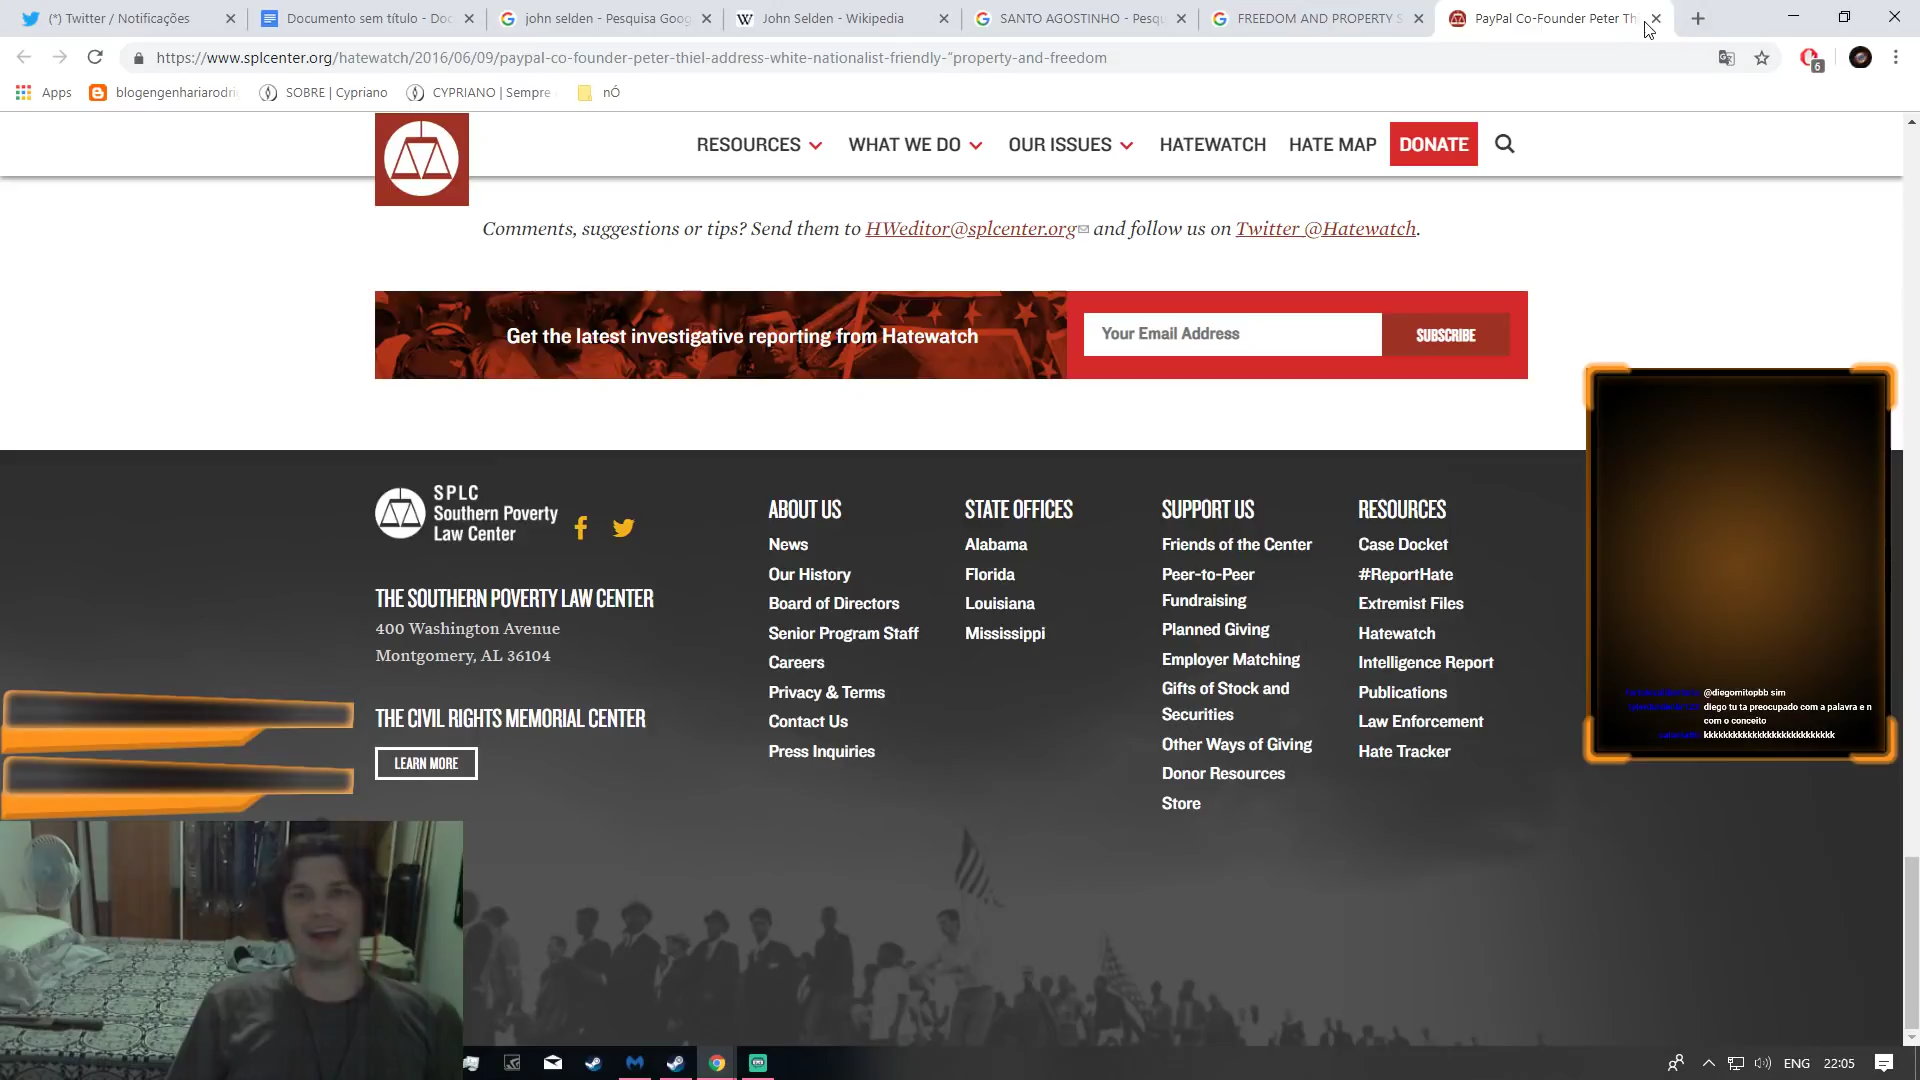 (*) Twitter / Notificações
Documento sem título - Doc
john selden - Pesquisa Goog
John Selden - Wikipedia
SANTO AGOSTINHO - Pesqu
FREEDOM AND PROPERTY S
PayPal Co-Founder Peter Th
https://www.splcenter.org/hatewatch/2016/06/09/paypal-co-founder-peter-thiel-address-white-nationalist-friendly-“property-and-freedom
6
Apps
blogengenhariarodri
SOBRE | Cypriano
CYPRIANO | Sempre
nÓ
RESOURCES
WHAT WE DO
OUR ISSUES
HATEWATCH
HATE MAP
DONATE
Comments, suggestions or tips? Send them to HWeditor@splcenter.org and follow us on Twitter @Hatewatch.
Get the latest investigative reporting from Hatewatch
Your Email Address
SUBSCRIBE
SPLC
Southern Poverty
Law Center
THE SOUTHERN POVERTY LAW CENTER
400 Washington Avenue
Montgomery, AL 36104
THE CIVIL RIGHTS MEMORIAL CENTER
LEARN MORE
ABOUT US
News
Our History
Board of Directors
Senior Program Staff
Careers
Privacy & Terms
Contact Us
Press Inquiries
STATE OFFICES
Alabama
Florida
Louisiana
Mississippi
SUPPORT US
Friends of the Center
Peer-to-Peer
Fundraising
Planned Giving
Employer Matching
Gifts of Stock and
Securities
Other Ways of Giving
Donor Resources
Store
RESOURCES
Case Docket
#ReportHate
Extremist Files
Hatewatch
Intelligence Report
Publications
Law Enforcement
Hate Tracker
@diegomitopbb sim
diego tu ta preocupado com a palavra e n
com o conceito
kkkkkkkkkkkkkkkkkkkkkkkkkkkk
ENG
22:05